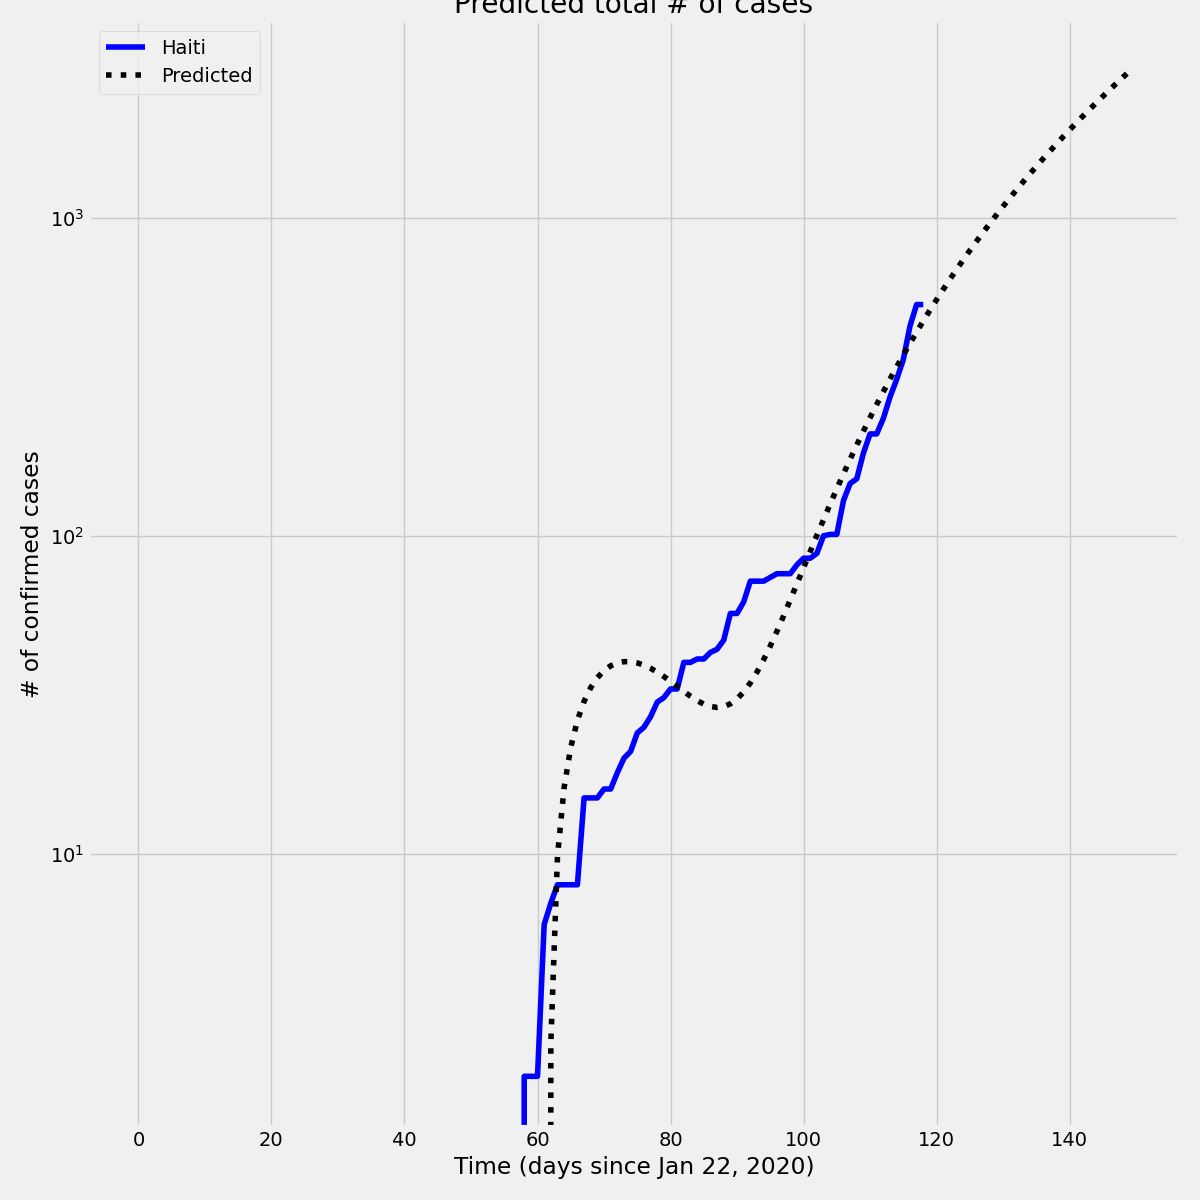 Predicted total # of cases
Haiti
Predicted
# of confirmed cases
10³
10²
10¹
0 20 40 60 80 100 120 140
Time (days since Jan 22, 2020)